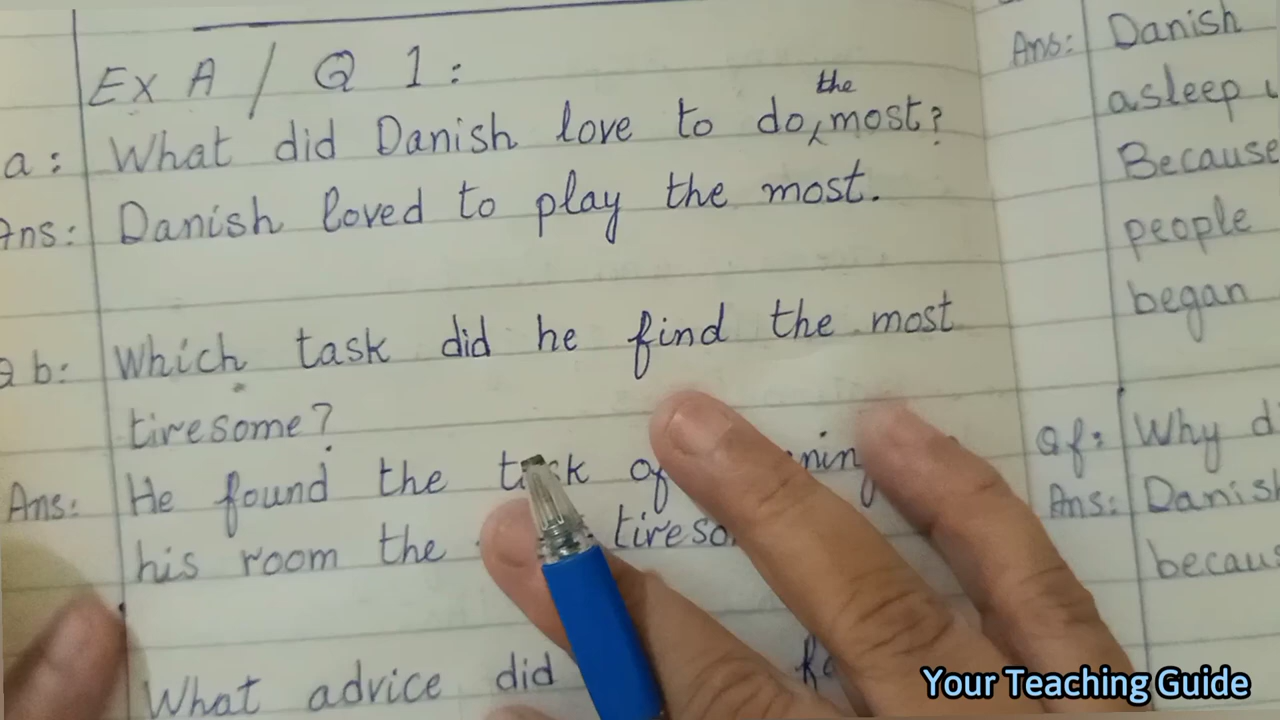 Ex A / Q 1:
a: What did Danish love to do, the most?
Ans: Danish loved to play the most.
Q b: Which task did he find the most
tiresome?
Ans: He found the task of
his room the
What advice did
Ans: Danish
asleep
Because
people
began
Qf: Why
Ans: Danish
Your Teaching Guide